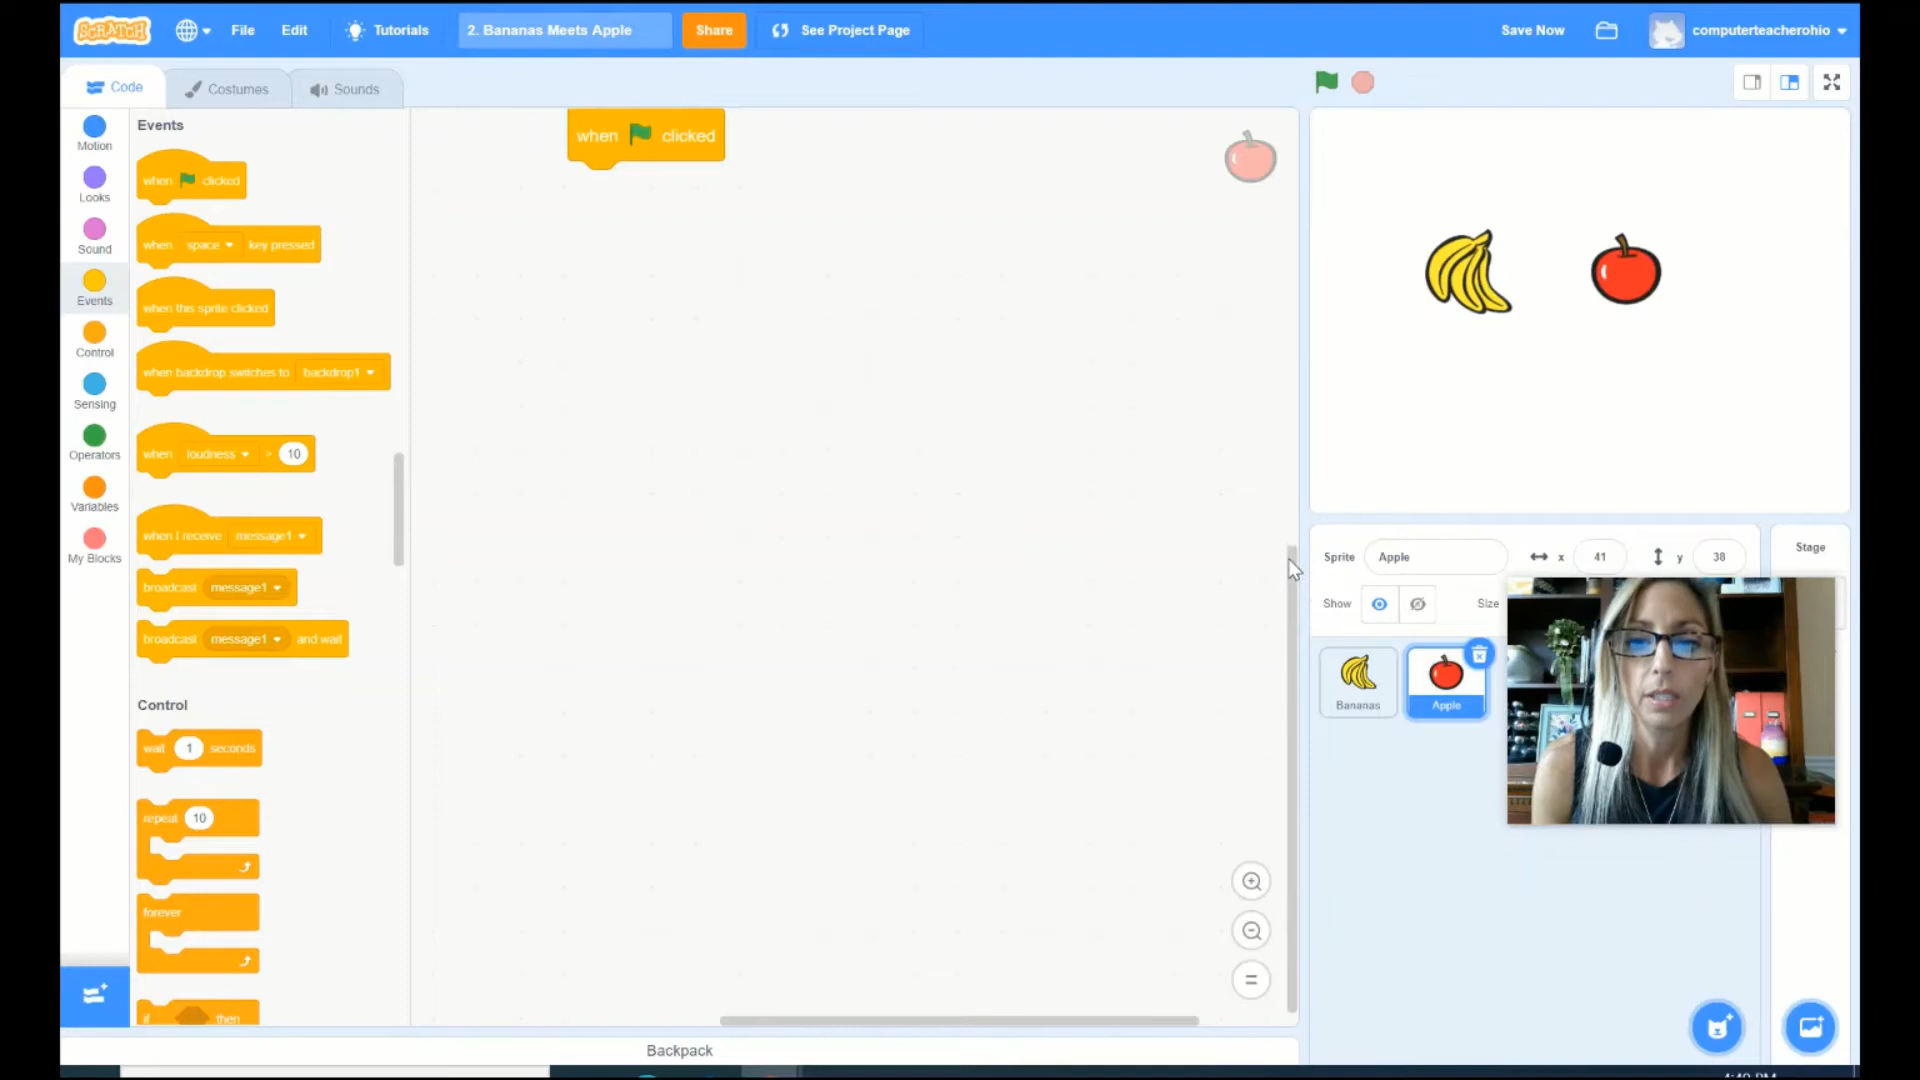 SCRATCH
File
Edit
Tutorials
2. Bananas Meets Apple
Share
See Project Page
Save Now
computerteacherohio
Code
Costumes
Sounds
Motion
Looks
Sound
Events
Control
Sensing
Operators
Variables
My Blocks
Events
when clicked
when space key pressed
when this sprite clicked
when backdrop switches to backdrop1
when loudness > 10
when I receive message1
broadcast message1
broadcast message1 and wait
Control
wait 1 seconds
repeat 10
forever
if then
when clicked
Backpack
Sprite Apple x 41 y 38
Show Size
Bananas
Apple
Stage